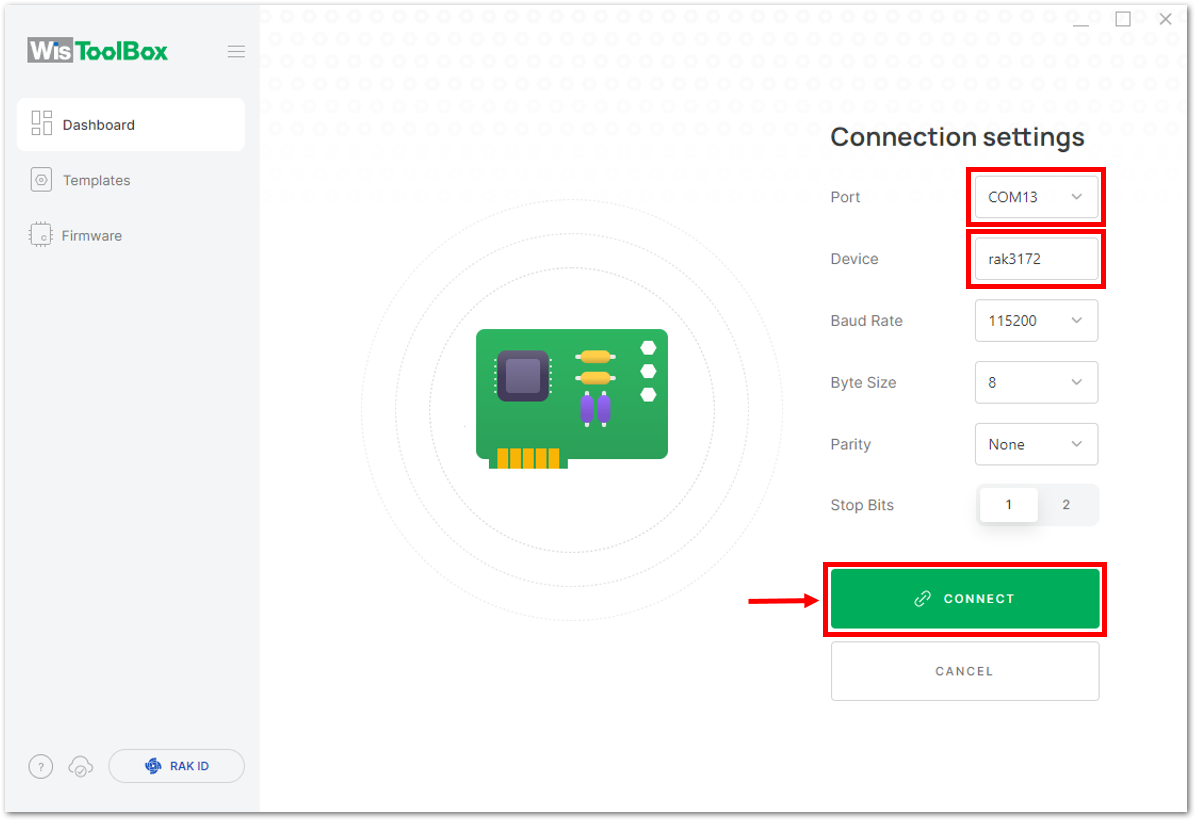 WisToolBox
Dashboard
Templates
Firmware
? RAK ID
Connection settings
Port COM13
Device rak3172
Baud Rate 115200
Byte Size 8
Parity None
Stop Bits 1 2
CONNECT
CANCEL